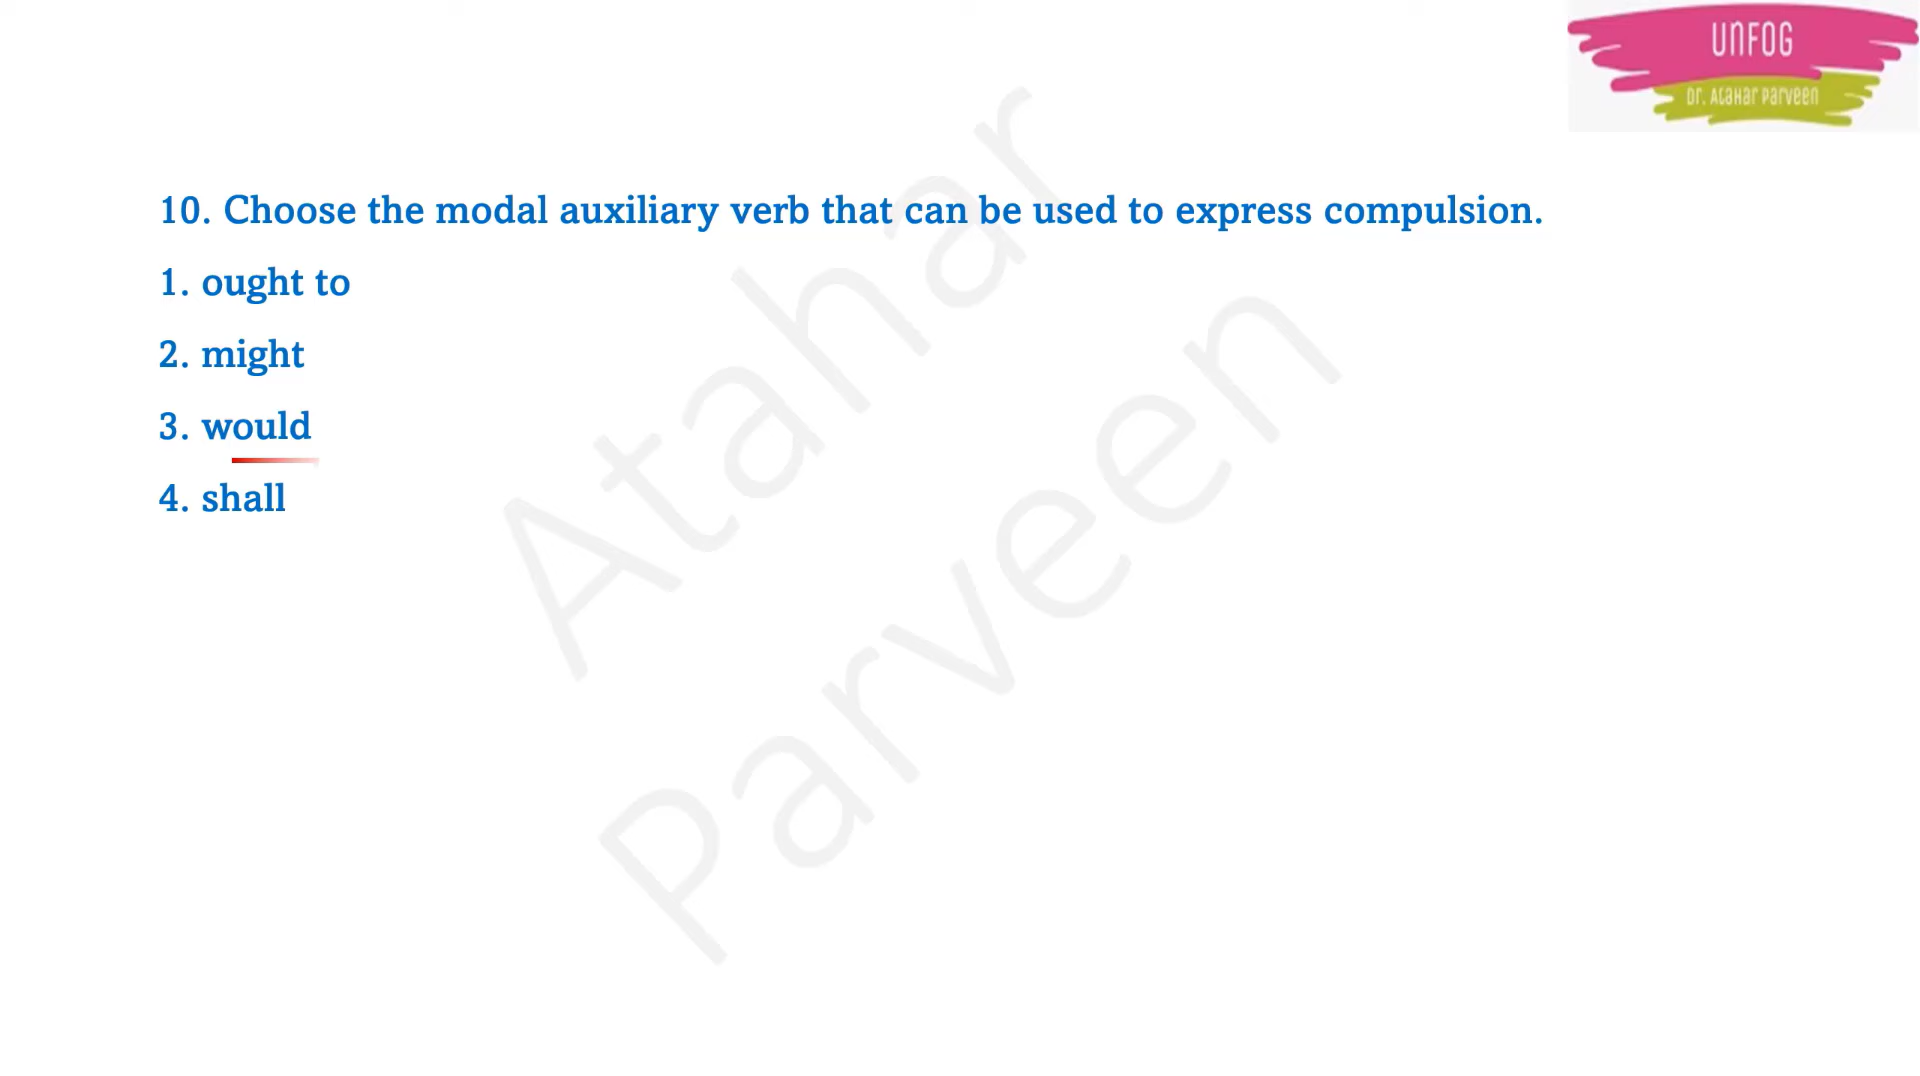 UNFOG
Dr. Atahar Parveen
10. Choose the modal auxiliary verb that can be used to express compulsion.
1. ought to
2. might
3. would
4. shall
Atahar
Parveen